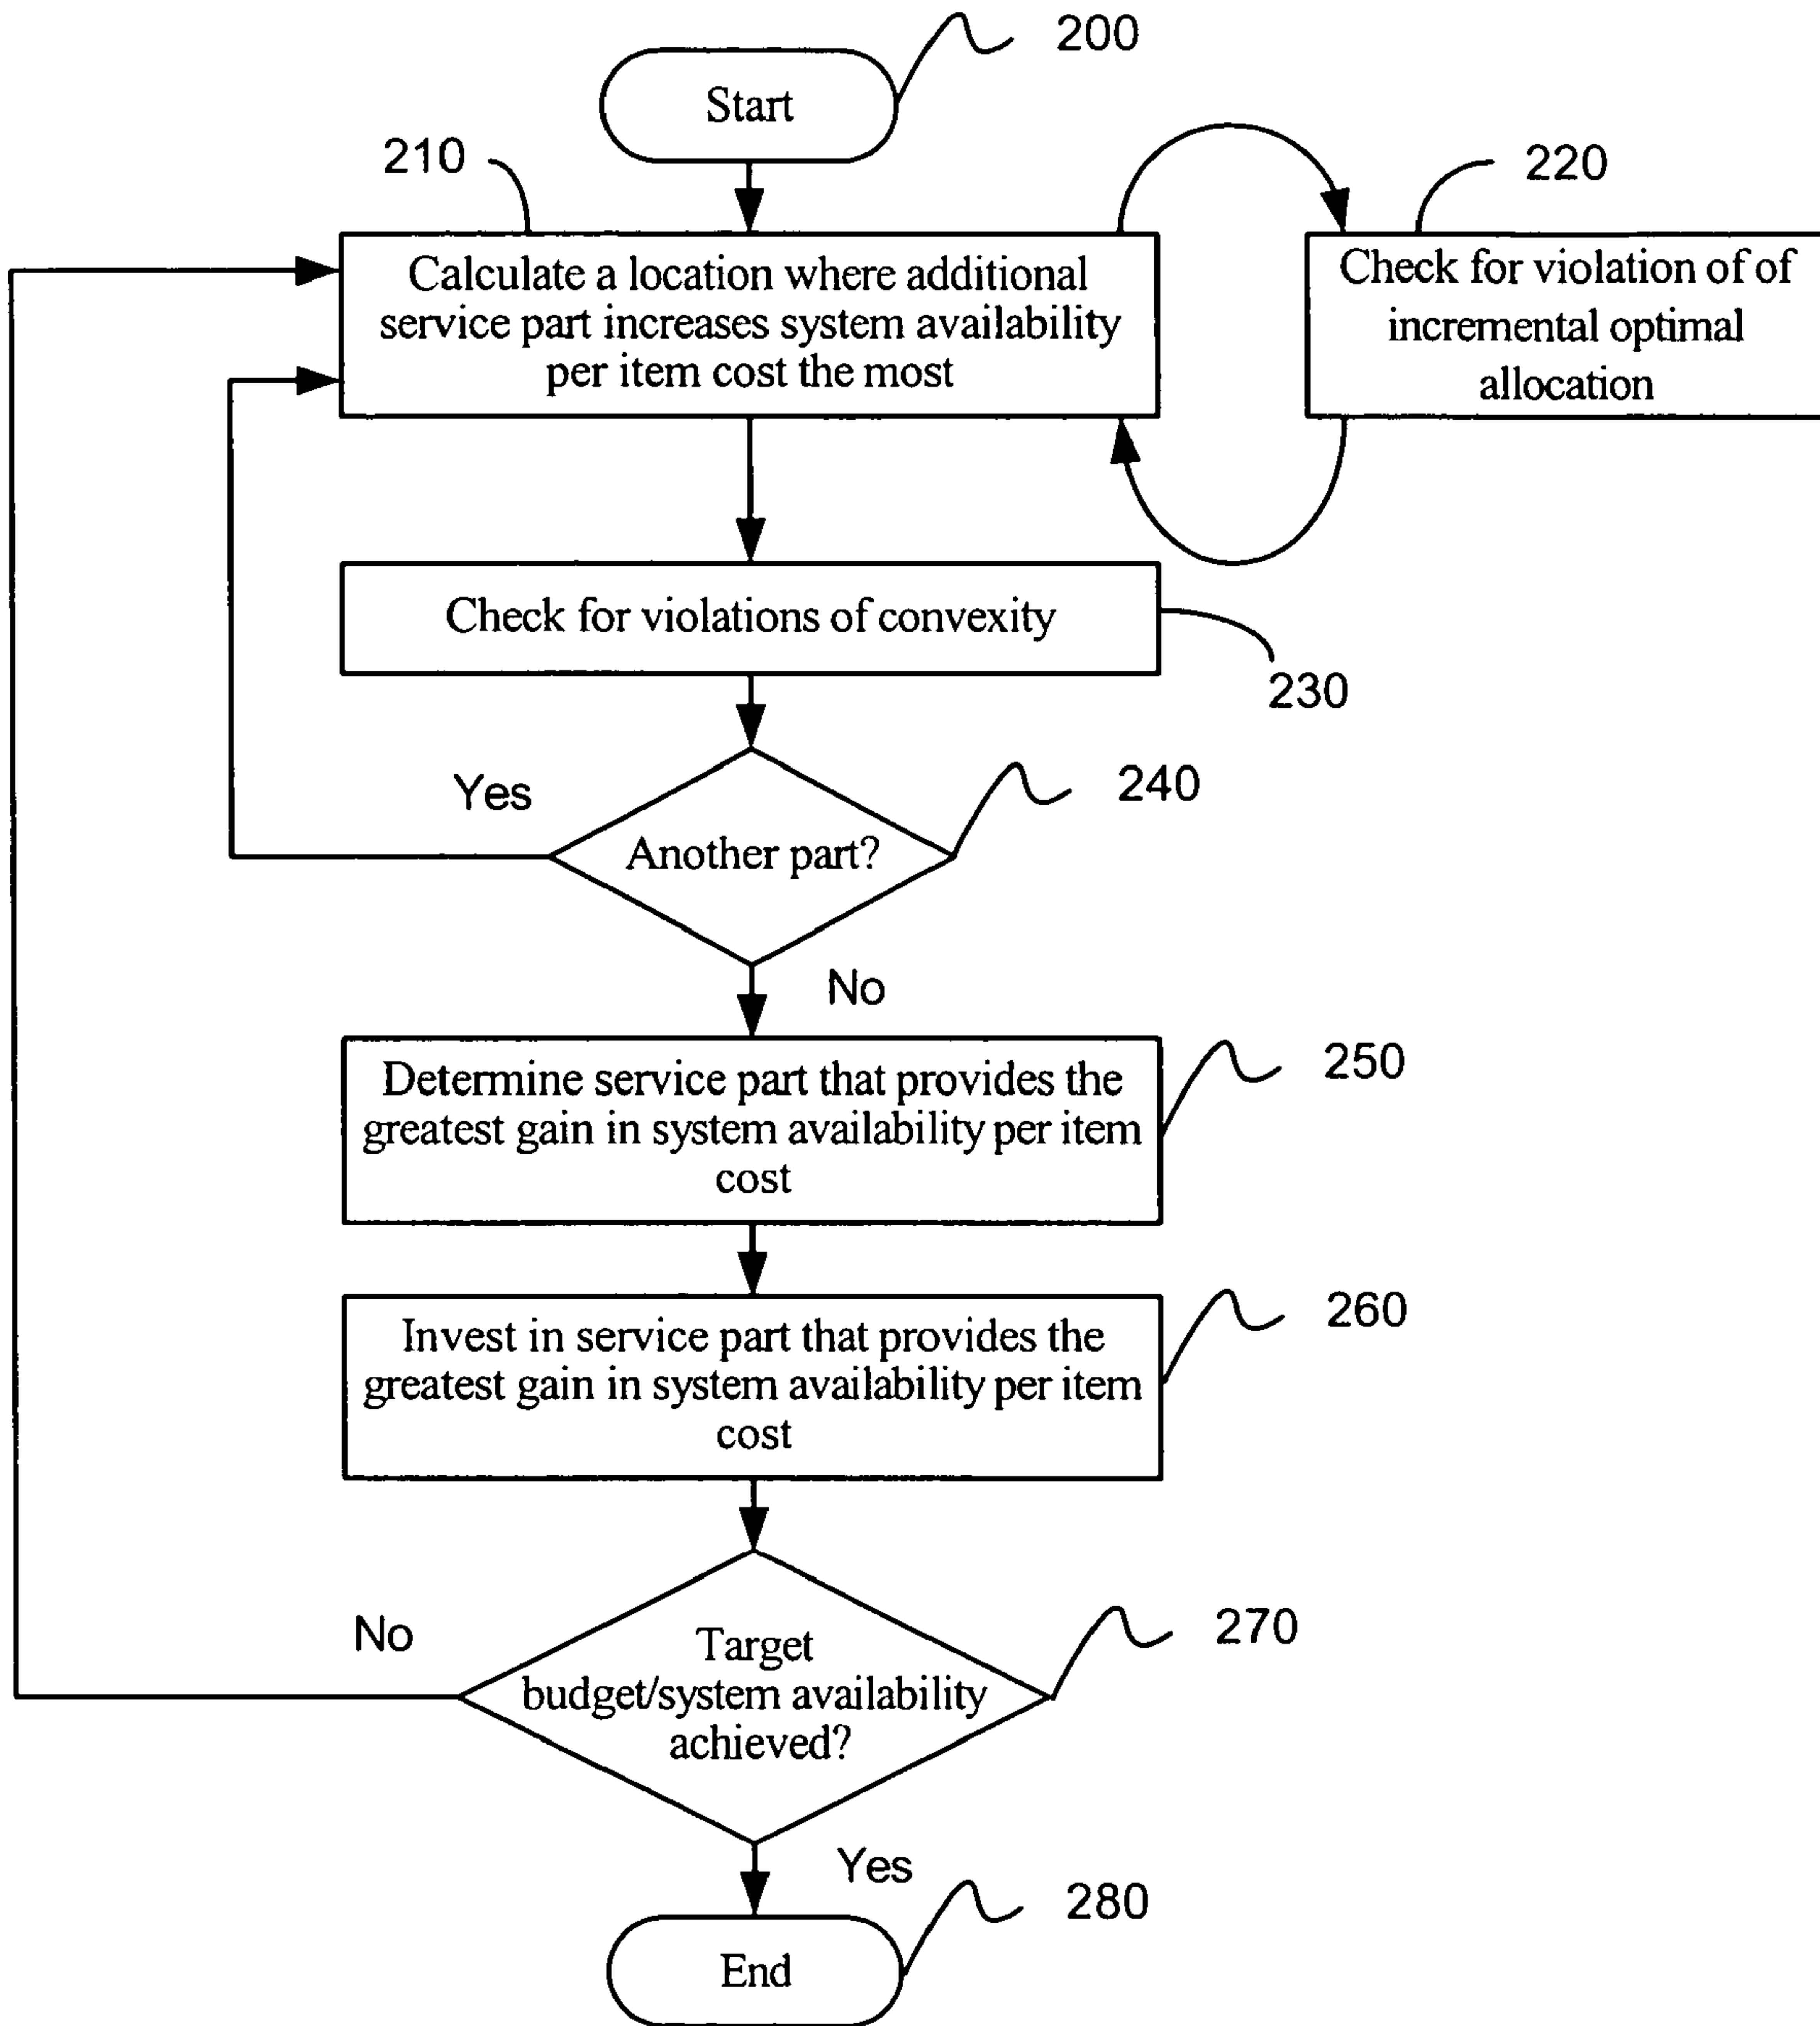 200
Start
210
220
Calculate a location where additional
service part increases system availability
per item cost the most
Check for violation of of
incremental optimal
allocation
Check for violations of convexity
230
Yes
240
Another part?
No
250
Determine service part that provides the
greatest gain in system availability per item
cost
260
Invest in service part that provides the
greatest gain in system availability per item
cost
No
270
Target
budget/system availability
achieved?
Yes
280
End